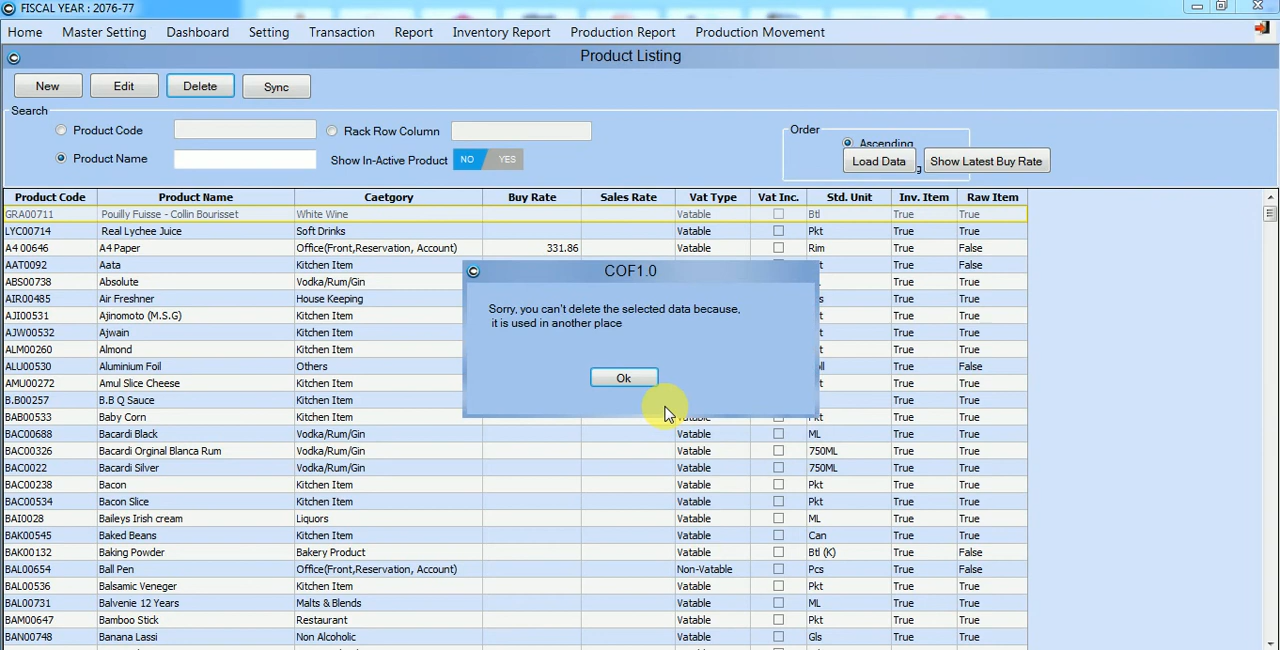 FISCAL YEAR : 2076-77
Home Master Setting Dashboard Setting Transaction Report Inventory Report Production Report Production Movement
Product Listing
New Edit Delete Sync
Search
Product Code Rack Row Column
Product Name Show In-Active Product NO YES
Order
Ascending
Load Data Show Latest Buy Rate
Product Code Product Name Caetgory Buy Rate Sales Rate Vat Type Vat Inc. Std. Unit Inv. Item Raw Item
GRA00711 Pouilly Fuisse - Collin Bourisset White Wine Vatable Btl True True
LYC00714 Real Lychee Juice Soft Drinks Vatable Pkt True True
A4 00646 A4 Paper Office(Front,Reservation, Account) 331.86 Vatable Rim True False
AAT0092 Aata Kitchen Item True False
ABS00738 Absolute Vodka/Rum/Gin True True
AIR00485 Air Freshner House Keeping True True
AJI00531 Ajinomoto (M.S.G) Kitchen Item True True
AJW00532 Ajwain Kitchen Item True True
ALM00260 Almond Kitchen Item True True
ALU00530 Aluminium Foil Others True False
AMU00272 Amul Slice Cheese Kitchen Item True True
B.B00257 B.B Q Sauce Kitchen Item True True
BAB00533 Baby Corn Kitchen Item Vatable Pkt True True
BAC00688 Bacardi Black Vodka/Rum/Gin Vatable ML True True
BAC00326 Bacardi Orginal Blanca Rum Vodka/Rum/Gin Vatable 750ML True True
BAC0022 Bacardi Silver Vodka/Rum/Gin Vatable 750ML True True
BAC00238 Bacon Kitchen Item Vatable Pkt True True
BAC00534 Bacon Slice Kitchen Item Vatable Pkt True True
BAI0028 Baileys Irish cream Liquors Vatable ML True True
BAK00545 Baked Beans Kitchen Item Vatable Can True True
BAK00132 Baking Powder Bakery Product Vatable Btl (K) True False
BAL00654 Ball Pen Office(Front,Reservation, Account) Non-Vatable Pcs True False
BAL00536 Balsamic Veneger Kitchen Item Vatable Pkt True True
BAL00731 Balvenie 12 Years Malts & Blends Vatable ML True True
BAM00647 Bamboo Stick Restaurant Vatable Pkt True True
BAN00748 Banana Lassi Non Alcoholic Vatable Gls True True
COF1.0
Sorry, you can't delete the selected data because,
it is used in another place
Ok